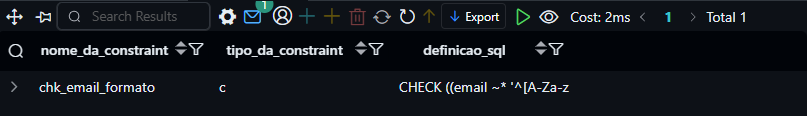 Search Results 1 Export Cost: 2ms < 1 > Total 1
nome_da_constraint tipo_da_constraint definicao_sql
> chk_email_formato c CHECK ((email ~* '^[A-Za-z